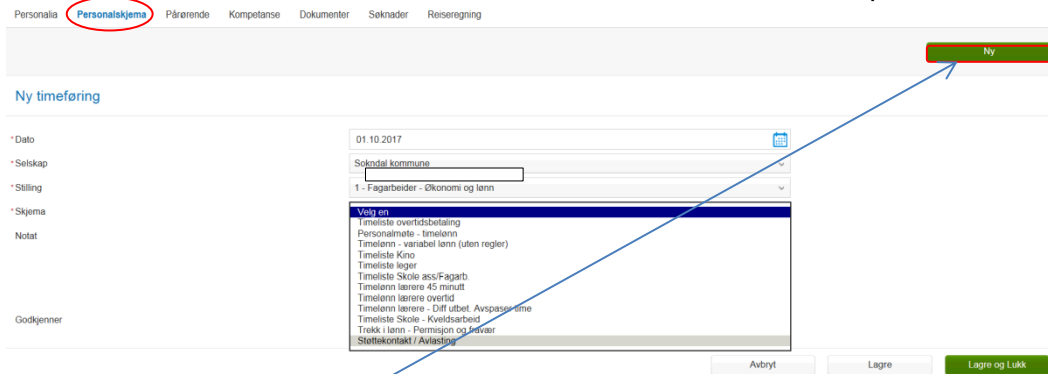 Personalia Personalskjema Pårørende Kompetanse Dokumenter Søknader Reiseregning
Ny
Ny timeføring
*Dato 01.10.2017
*Selskap Sokndal kommune
*Stilling 1 - Fagarbeider - Økonomi og lønn
*Skjema
Velg en
Timeliste overtidsbetaling
Notat
Personalmøte - timelønn
Timelønn - variabel lønn (uten regler)
Timeliste Kino
Timeliste leger
Timeliste Skole ass/Fagarb.
Timelønn lærere 45 minutt
Timelønn lærere overtid
Timelønn lærere - Diff utbet. Avspaser time
Timeliste Skole - Kveldsarbeid
Godkjenner
Trekk i lønn - Permisjon og fravær
Støttekontakt / Avlasting
Avbryt Lagre Lagre og Lukk